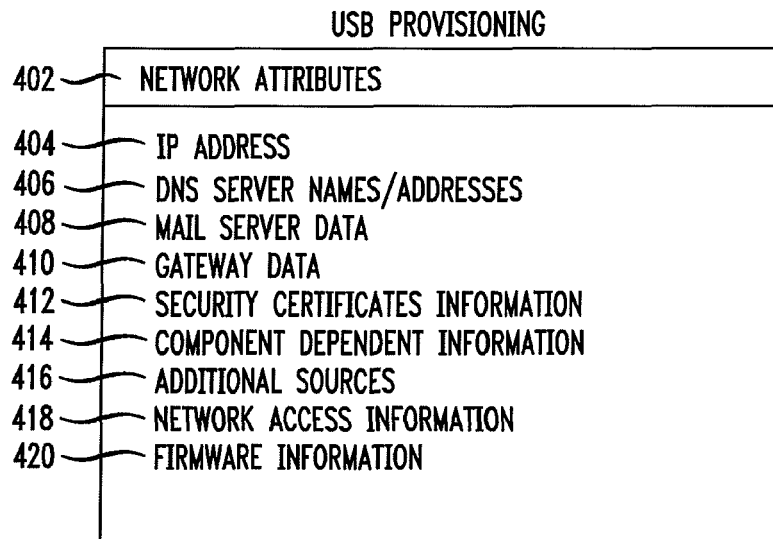 USB PROVISIONING
402 NETWORK ATTRIBUTES
404 IP ADDRESS
406 DNS SERVER NAMES/ADDRESSES
408 MAIL SERVER DATA
410 GATEWAY DATA
412 SECURITY CERTIFICATES INFORMATION
414 COMPONENT DEPENDENT INFORMATION
416 ADDITIONAL SOURCES
418 NETWORK ACCESS INFORMATION
420 FIRMWARE INFORMATION